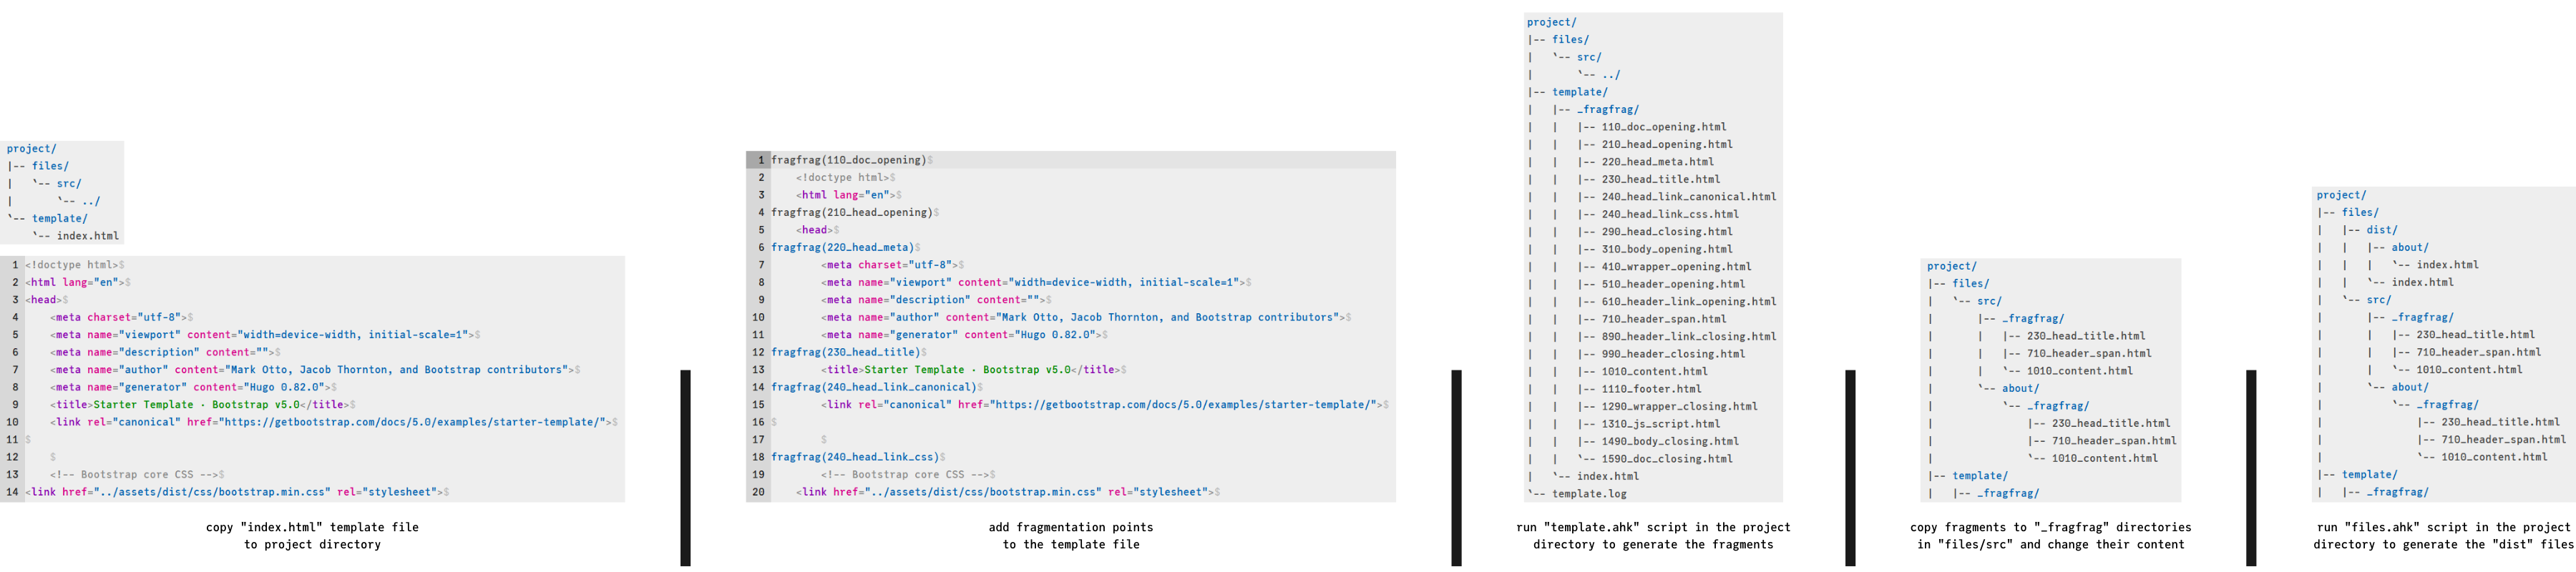 project/
|-- files/
|   `-- src/
|       `-- ../
`-- template/
    `-- index.html
1 <!doctype html>$
2 <html lang="en">$
3 <head>$
4     <meta charset="utf-8">$
5     <meta name="viewport" content="width=device-width, initial-scale=1">$
6     <meta name="description" content="">$
7     <meta name="author" content="Mark Otto, Jacob Thornton, and Bootstrap contributors">$
8     <meta name="generator" content="Hugo 0.82.0">$
9     <title>Starter Template · Bootstrap v5.0</title>$
10     <link rel="canonical" href="https://getbootstrap.com/docs/5.0/examples/starter-template/">$
11 $
12     $
13     <!-- Bootstrap core CSS -->$
14 <link href="../assets/dist/css/bootstrap.min.css" rel="stylesheet">$
copy "index.html" template file
to project directory
1 fragfrag(110_doc_opening)$
2     <!doctype html>$
3     <html lang="en">$
4 fragfrag(210_head_opening)$
5     <head>$
6 fragfrag(220_head_meta)$
7         <meta charset="utf-8">$
8         <meta name="viewport" content="width=device-width, initial-scale=1">$
9         <meta name="description" content="">$
10         <meta name="author" content="Mark Otto, Jacob Thornton, and Bootstrap contributors">$
11         <meta name="generator" content="Hugo 0.82.0">$
12 fragfrag(230_head_title)$
13         <title>Starter Template · Bootstrap v5.0</title>$
14 fragfrag(240_head_link_canonical)$
15         <link rel="canonical" href="https://getbootstrap.com/docs/5.0/examples/starter-template/">$
16 $
17         $
18 fragfrag(240_head_link_css)$
19         <!-- Bootstrap core CSS -->$
20     <link href="../assets/dist/css/bootstrap.min.css" rel="stylesheet">$
add fragmentation points
to the template file
project/
|-- files/
|   `-- src/
|       `-- ../
|-- template/
|   |-- _fragfrag/
|   |   |-- 110_doc_opening.html
|   |   |-- 210_head_opening.html
|   |   |-- 220_head_meta.html
|   |   |-- 230_head_title.html
|   |   |-- 240_head_link_canonical.html
|   |   |-- 240_head_link_css.html
|   |   |-- 290_head_closing.html
|   |   |-- 310_body_opening.html
|   |   |-- 410_wrapper_opening.html
|   |   |-- 510_header_opening.html
|   |   |-- 610_header_link_opening.html
|   |   |-- 710_header_span.html
|   |   |-- 890_header_link_closing.html
|   |   |-- 990_header_closing.html
|   |   |-- 1010_content.html
|   |   |-- 1110_footer.html
|   |   |-- 1290_wrapper_closing.html
|   |   |-- 1310_js_script.html
|   |   |-- 1490_body_closing.html
|   |   `-- 1590_doc_closing.html
|   `-- index.html
`-- template.log
run "template.ahk" script in the project
directory to generate the fragments
project/
|-- files/
|   `-- src/
|       |-- _fragfrag/
|       |   |-- 230_head_title.html
|       |   |-- 710_header_span.html
|       |   `-- 1010_content.html
|       `-- about/
|           `-- _fragfrag/
|               |-- 230_head_title.html
|               |-- 710_header_span.html
|               `-- 1010_content.html
|-- template/
|   |-- _fragfrag/
copy fragments to "_fragfrag" directories
in "files/src" and change their content
project/
|-- files/
|   |-- dist/
|   |   |-- about/
|   |   |   `-- index.html
|   |   `-- index.html
|   `-- src/
|       |-- _fragfrag/
|       |   |-- 230_head_title.html
|       |   |-- 710_header_span.html
|       |   `-- 1010_content.html
|       `-- about/
|           `-- _fragfrag/
|               |-- 230_head_title.html
|               |-- 710_header_span.html
|               `-- 1010_content.html
|-- template/
|   |-- _fragfrag/
run "files.ahk" script in the project
directory to generate the "dist" files